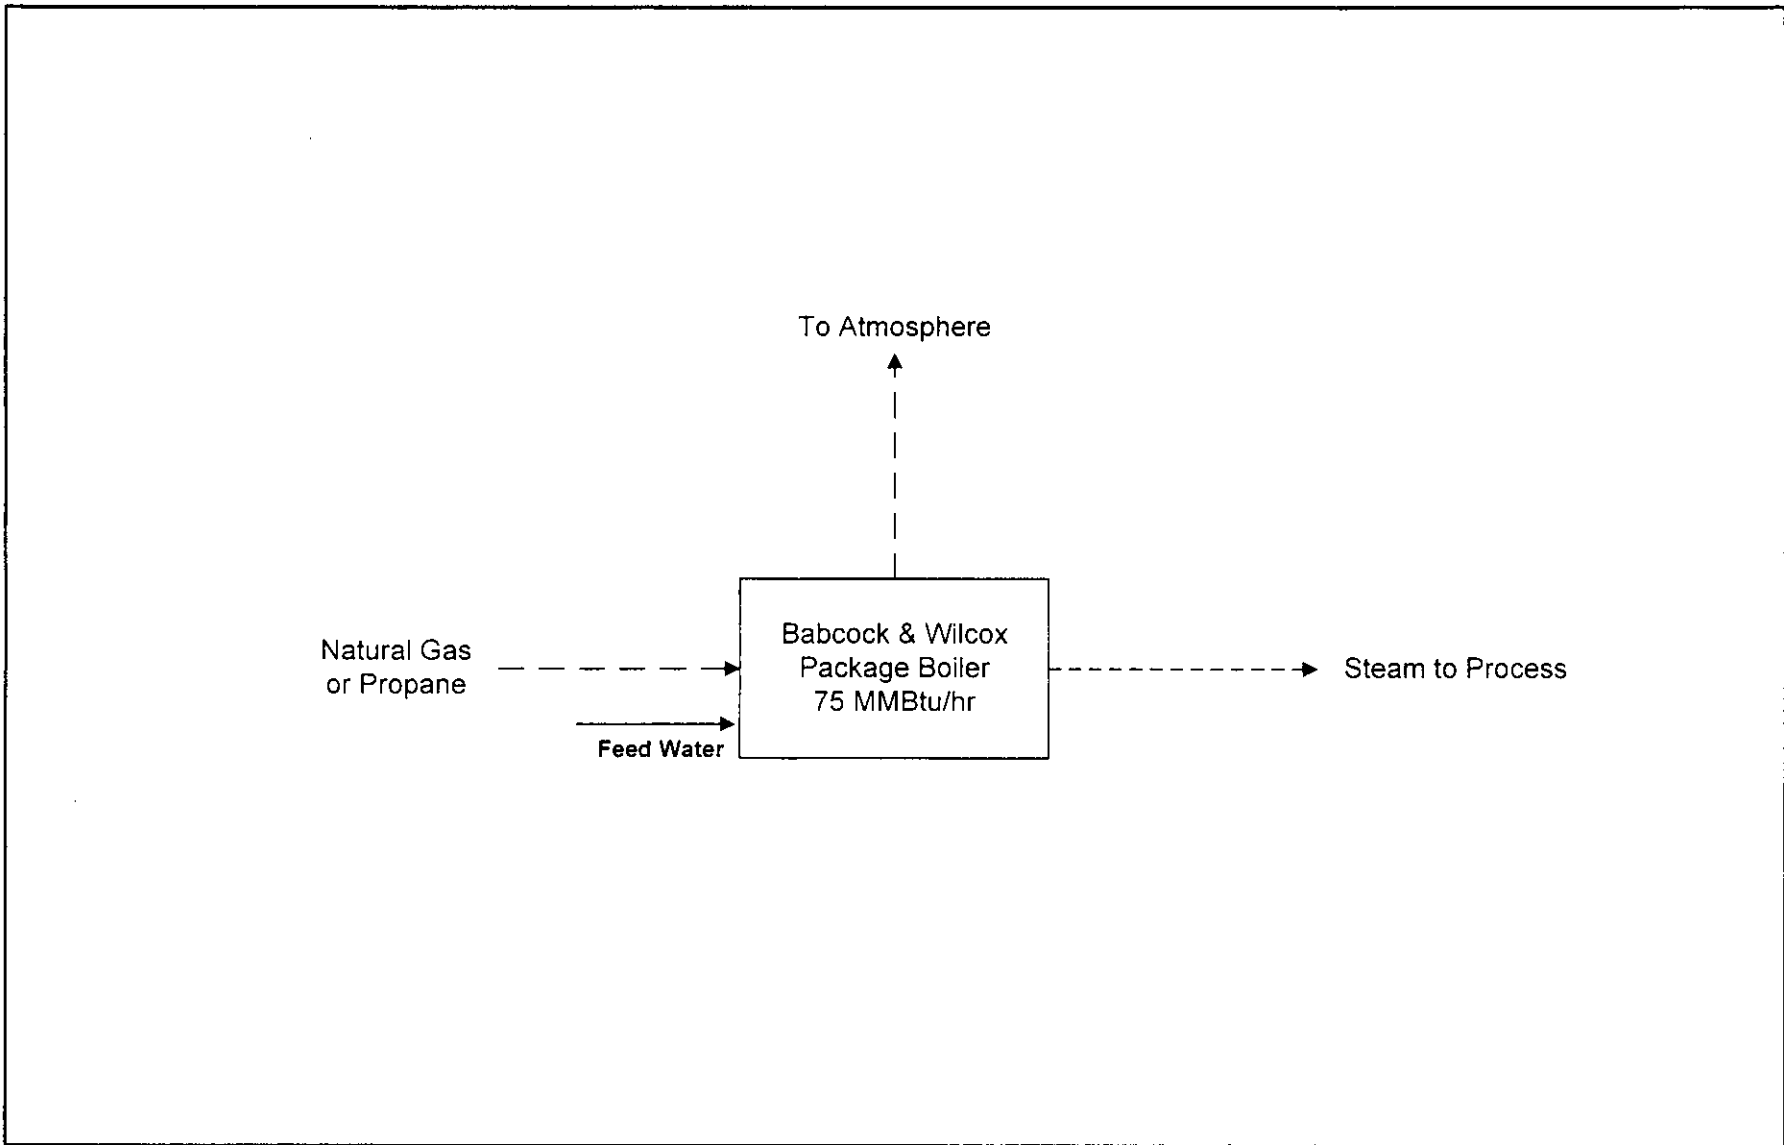 To Atmosphere
Natural Gas
or Propane
Babcock & Wilcox
Package Boiler
75 MMBtu/hr
Steam to Process
Feed Water